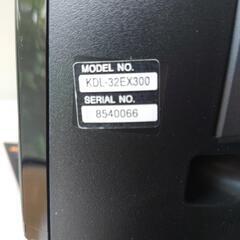 MODEL NO.
KDL-32EX300
SERIAL NO.
8540066